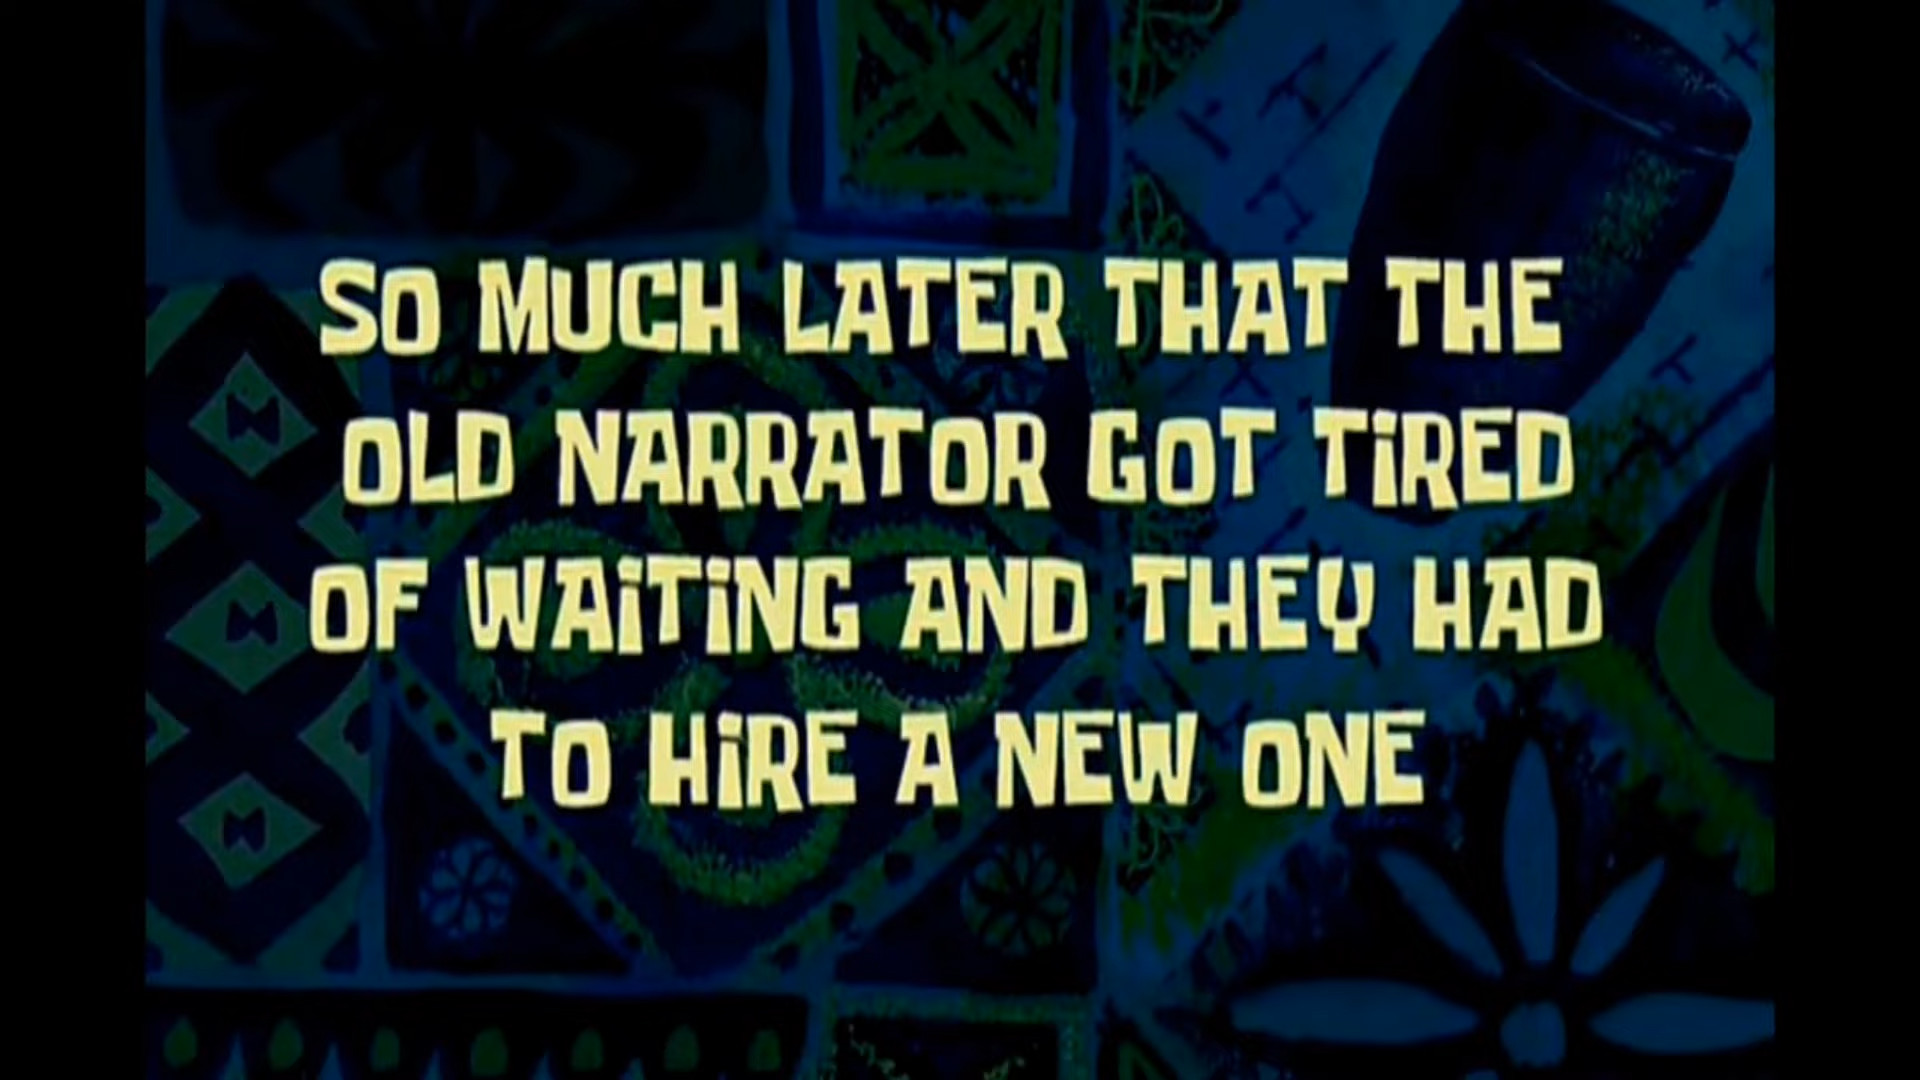 SO MUCH LATER THAT THE
OLD NARRATOR GOT TiRED
OF WAiTiNG AND THEY HAD
TO HiRE A NEW ONE